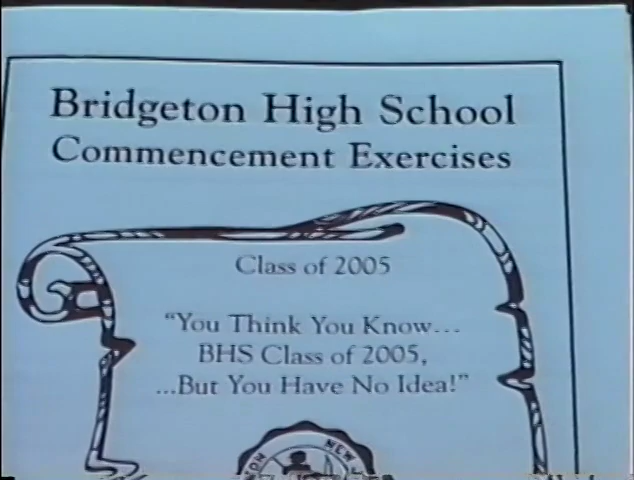 Bridgeton High School
Commencement Exercises
Class of 2005
“You Think You Know...
BHS Class of 2005,
...But You Have No Idea!”
NEW